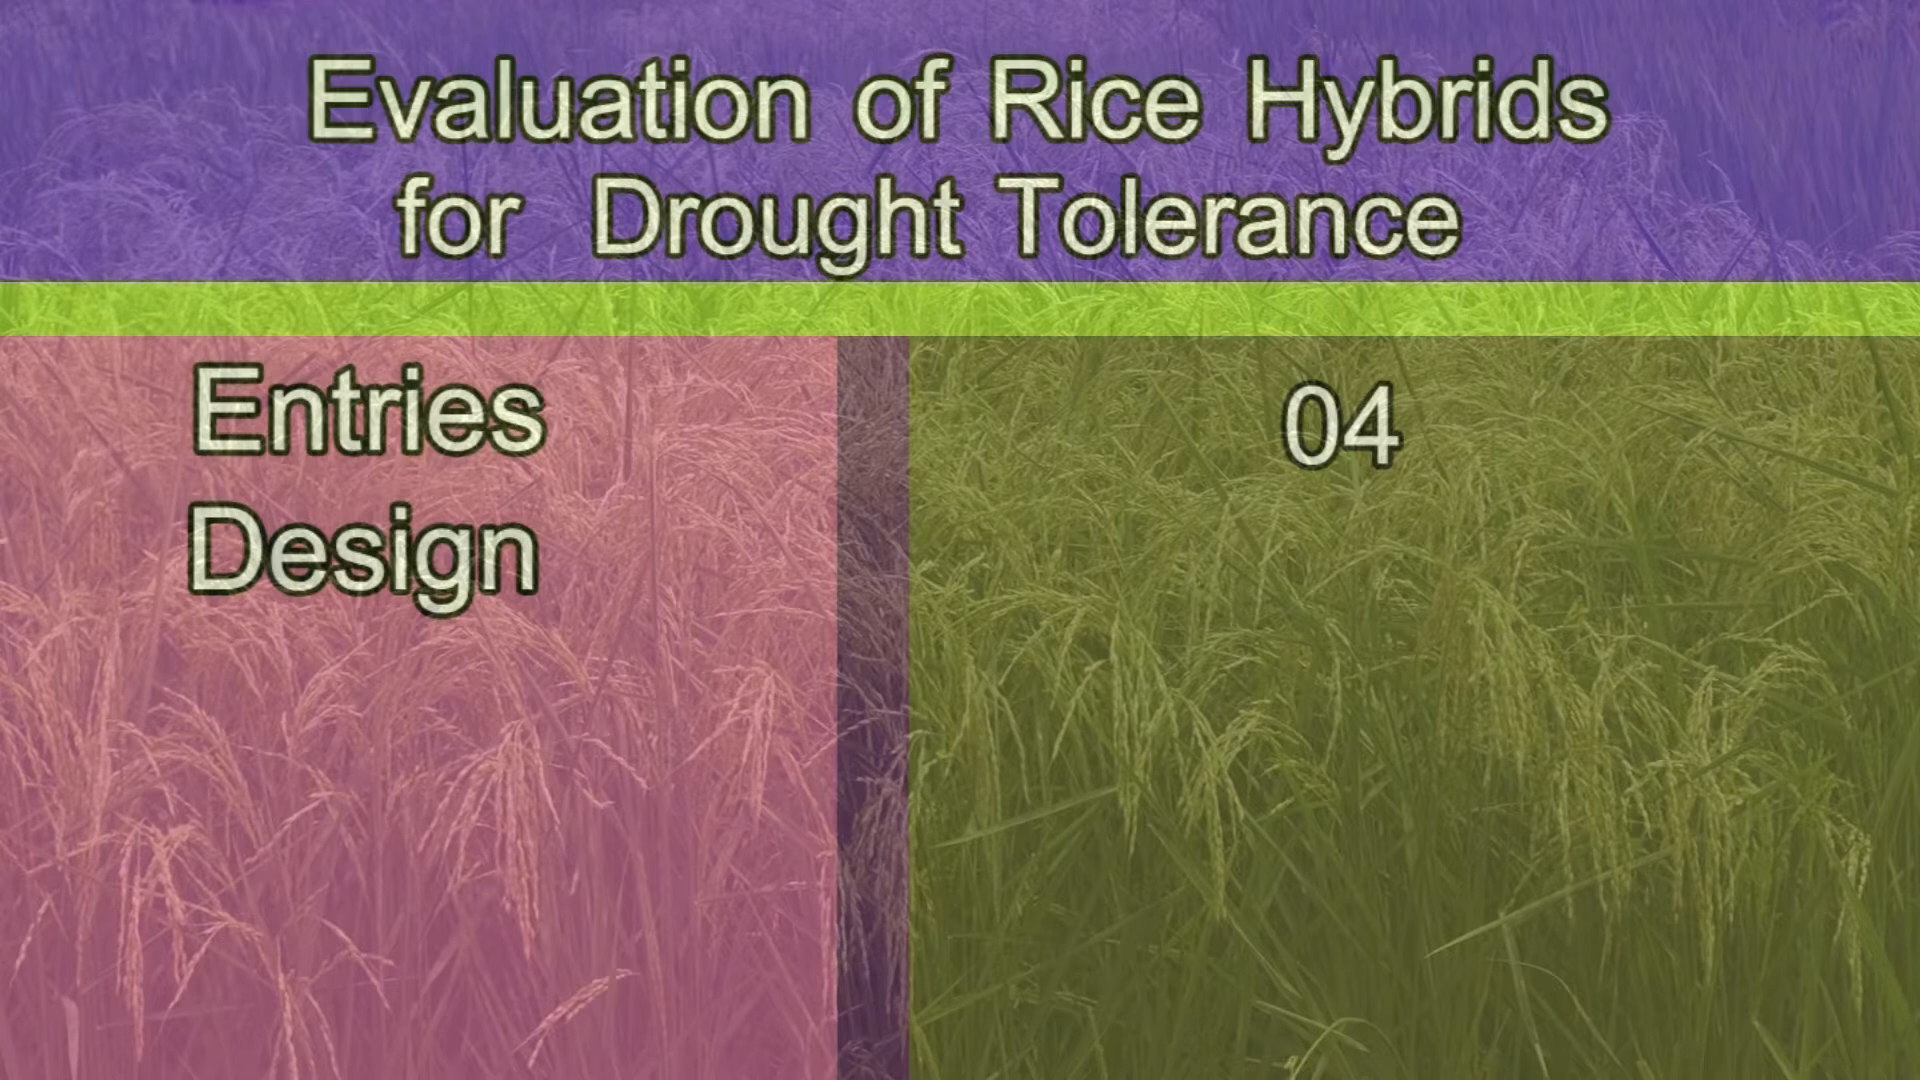 Evaluation of Rice Hybrids
for Drought Tolerance
Entries
04
Design